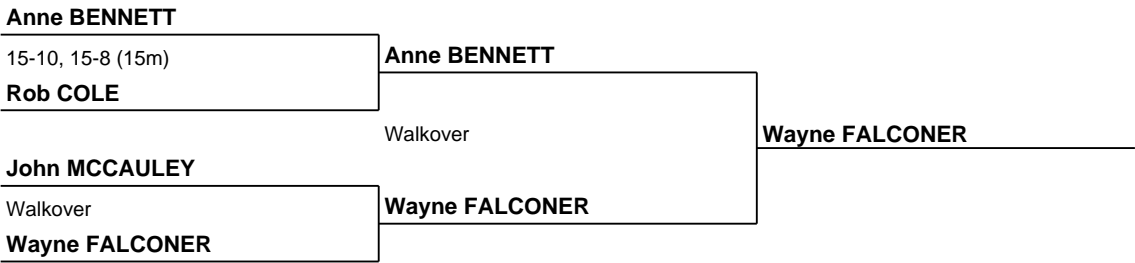 Anne BENNETT
15-10, 15-8 (15m)
Anne BENNETT
Rob COLE
Walkover
Wayne FALCONER
John MCCAULEY
Walkover
Wayne FALCONER
Wayne FALCONER